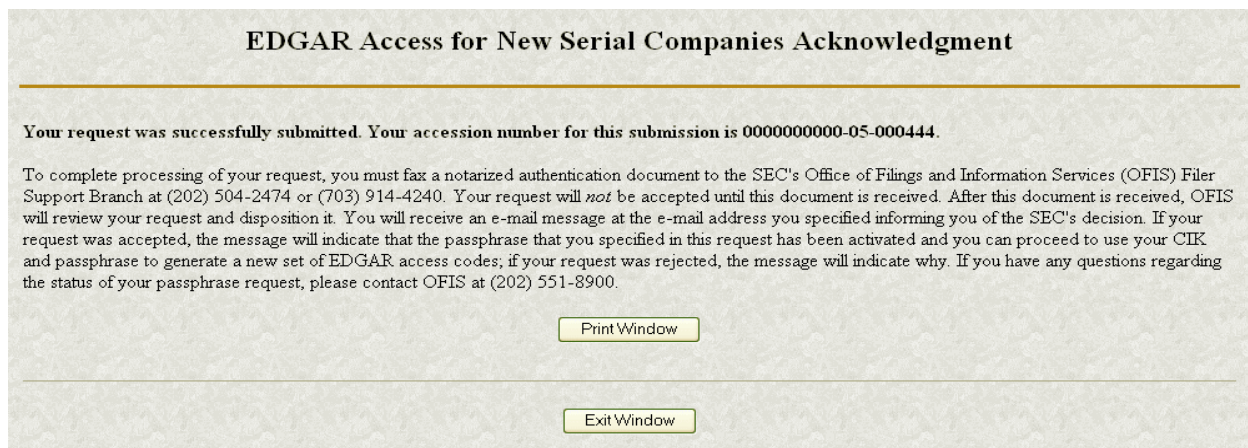 EDGAR Access for New Serial Companies Acknowledgment
Your request was successfully submitted. Your accession number for this submission is 0000000000-05-000444.
To complete processing of your request, you must fax a notarized authentication document to the SEC's Office of Filings and Information Services (OFIS) Filer
Support Branch at (202) 504-2474 or (703) 914-4240. Your request will not be accepted until this document is received. After this document is received, OFIS
will review your request and disposition it. You will receive an e-mail message at the e-mail address you specified informing you of the SEC's decision. If your
request was accepted, the message will indicate that the passphrase that you specified in this request has been activated and you can proceed to use your CIK
and passphrase to generate a new set of EDGAR access codes; if your request was rejected, the message will indicate why. If you have any questions regarding
the status of your passphrase request, please contact OFIS at (202) 551-8900.
Print Window
Exit Window